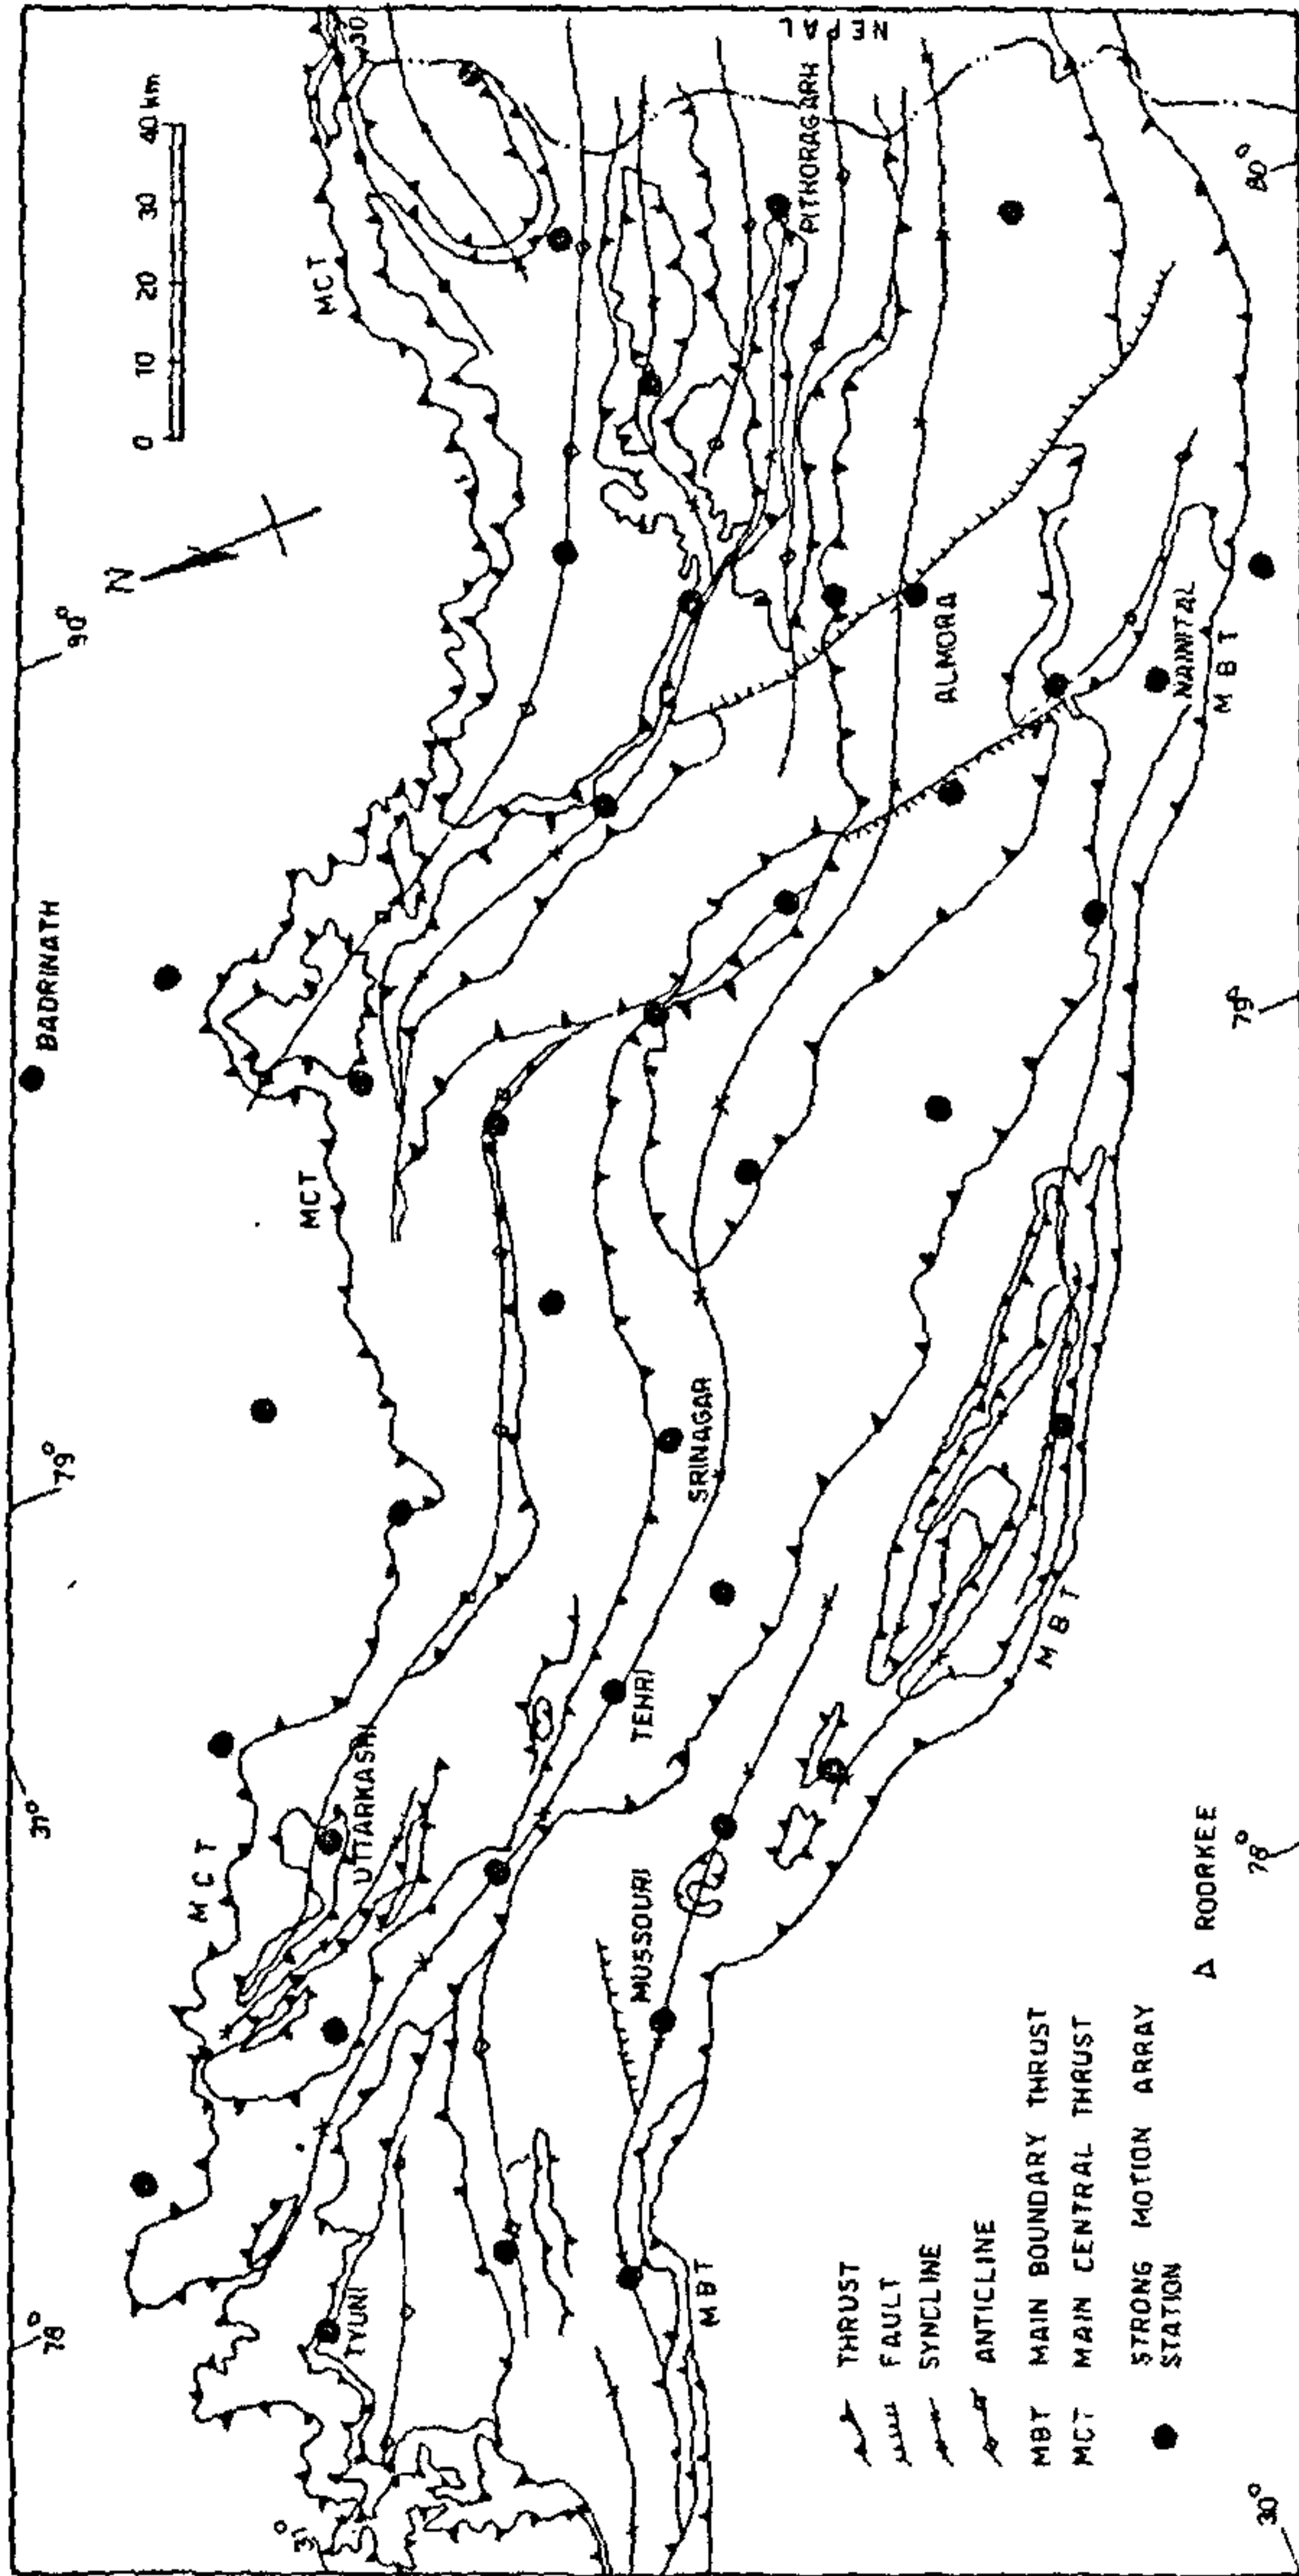 BADRINATH
90°
79°
31°
78°
N
0 10 20 30 40 km
30
MCT
MCT
MCT
NEPAL
PITHORAGARH
UTTARKASHI
TYUNI
TEHRI
SRINAGAR
ALMORA
MUSSOURI
NAINITAL
MBT
MBT
MBT
31°
80°
79°
78°
30°
Δ ROORKEE
THRUST
FAULT
SYNCLINE
ANTICLINE
MBT MAIN BOUNDARY THRUST
MCT MAIN CENTRAL THRUST
STRONG MOTION ARRAY
STATION